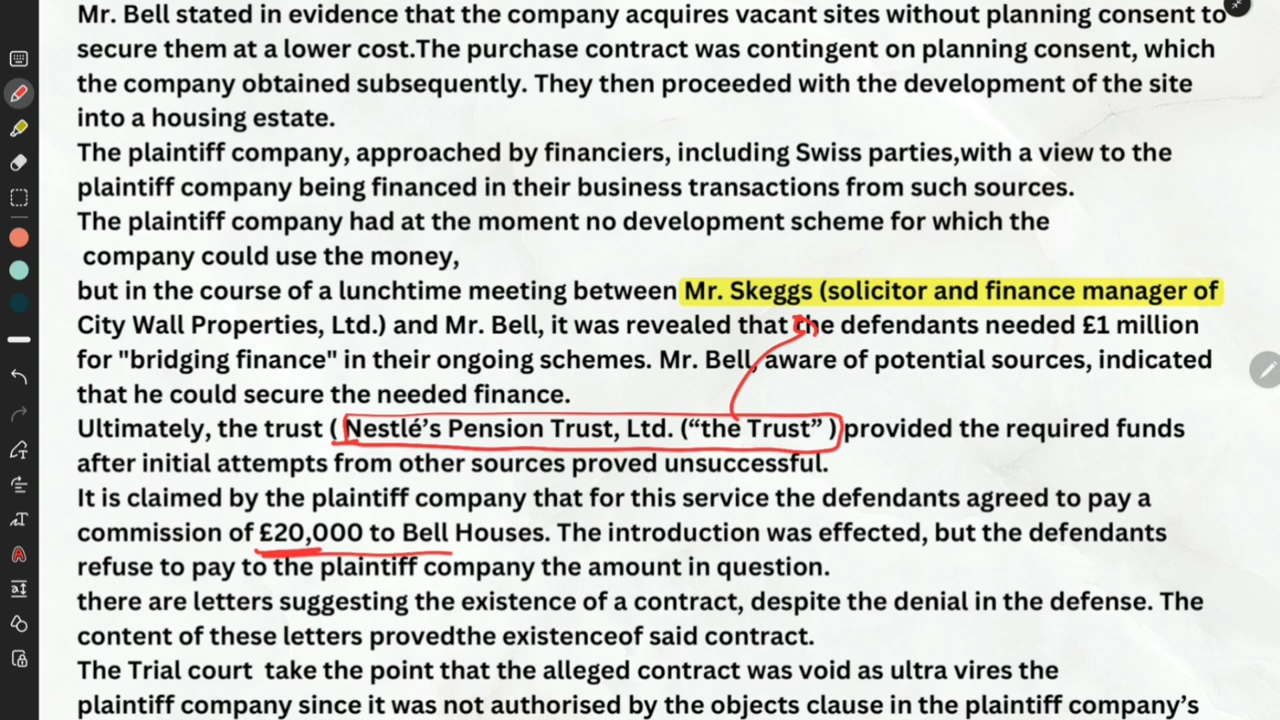 Mr. Bell stated in evidence that the company acquires vacant sites without planning consent to
secure them at a lower cost.The purchase contract was contingent on planning consent, which
the company obtained subsequently. They then proceeded with the development of the site
into a housing estate.
The plaintiff company, approached by financiers, including Swiss parties,with a view to the
plaintiff company being financed in their business transactions from such sources.
The plaintiff company had at the moment no development scheme for which the
company could use the money,
but in the course of a lunchtime meeting between Mr. Skeggs (solicitor and finance manager of
City Wall Properties, Ltd.) and Mr. Bell, it was revealed that the defendants needed £1 million
for "bridging finance" in their ongoing schemes. Mr. Bell, aware of potential sources, indicated
that he could secure the needed finance.
Ultimately, the trust ( Nestlé’s Pension Trust, Ltd. (“the Trust” ) provided the required funds
after initial attempts from other sources proved unsuccessful.
It is claimed by the plaintiff company that for this service the defendants agreed to pay a
commission of £20,000 to Bell Houses. The introduction was effected, but the defendants
refuse to pay to the plaintiff company the amount in question.
there are letters suggesting the existence of a contract, despite the denial in the defense. The
content of these letters provedthe existenceof said contract.
The Trial court take the point that the alleged contract was void as ultra vires the
plaintiff company since it was not authorised by the objects clause in the plaintiff company’s